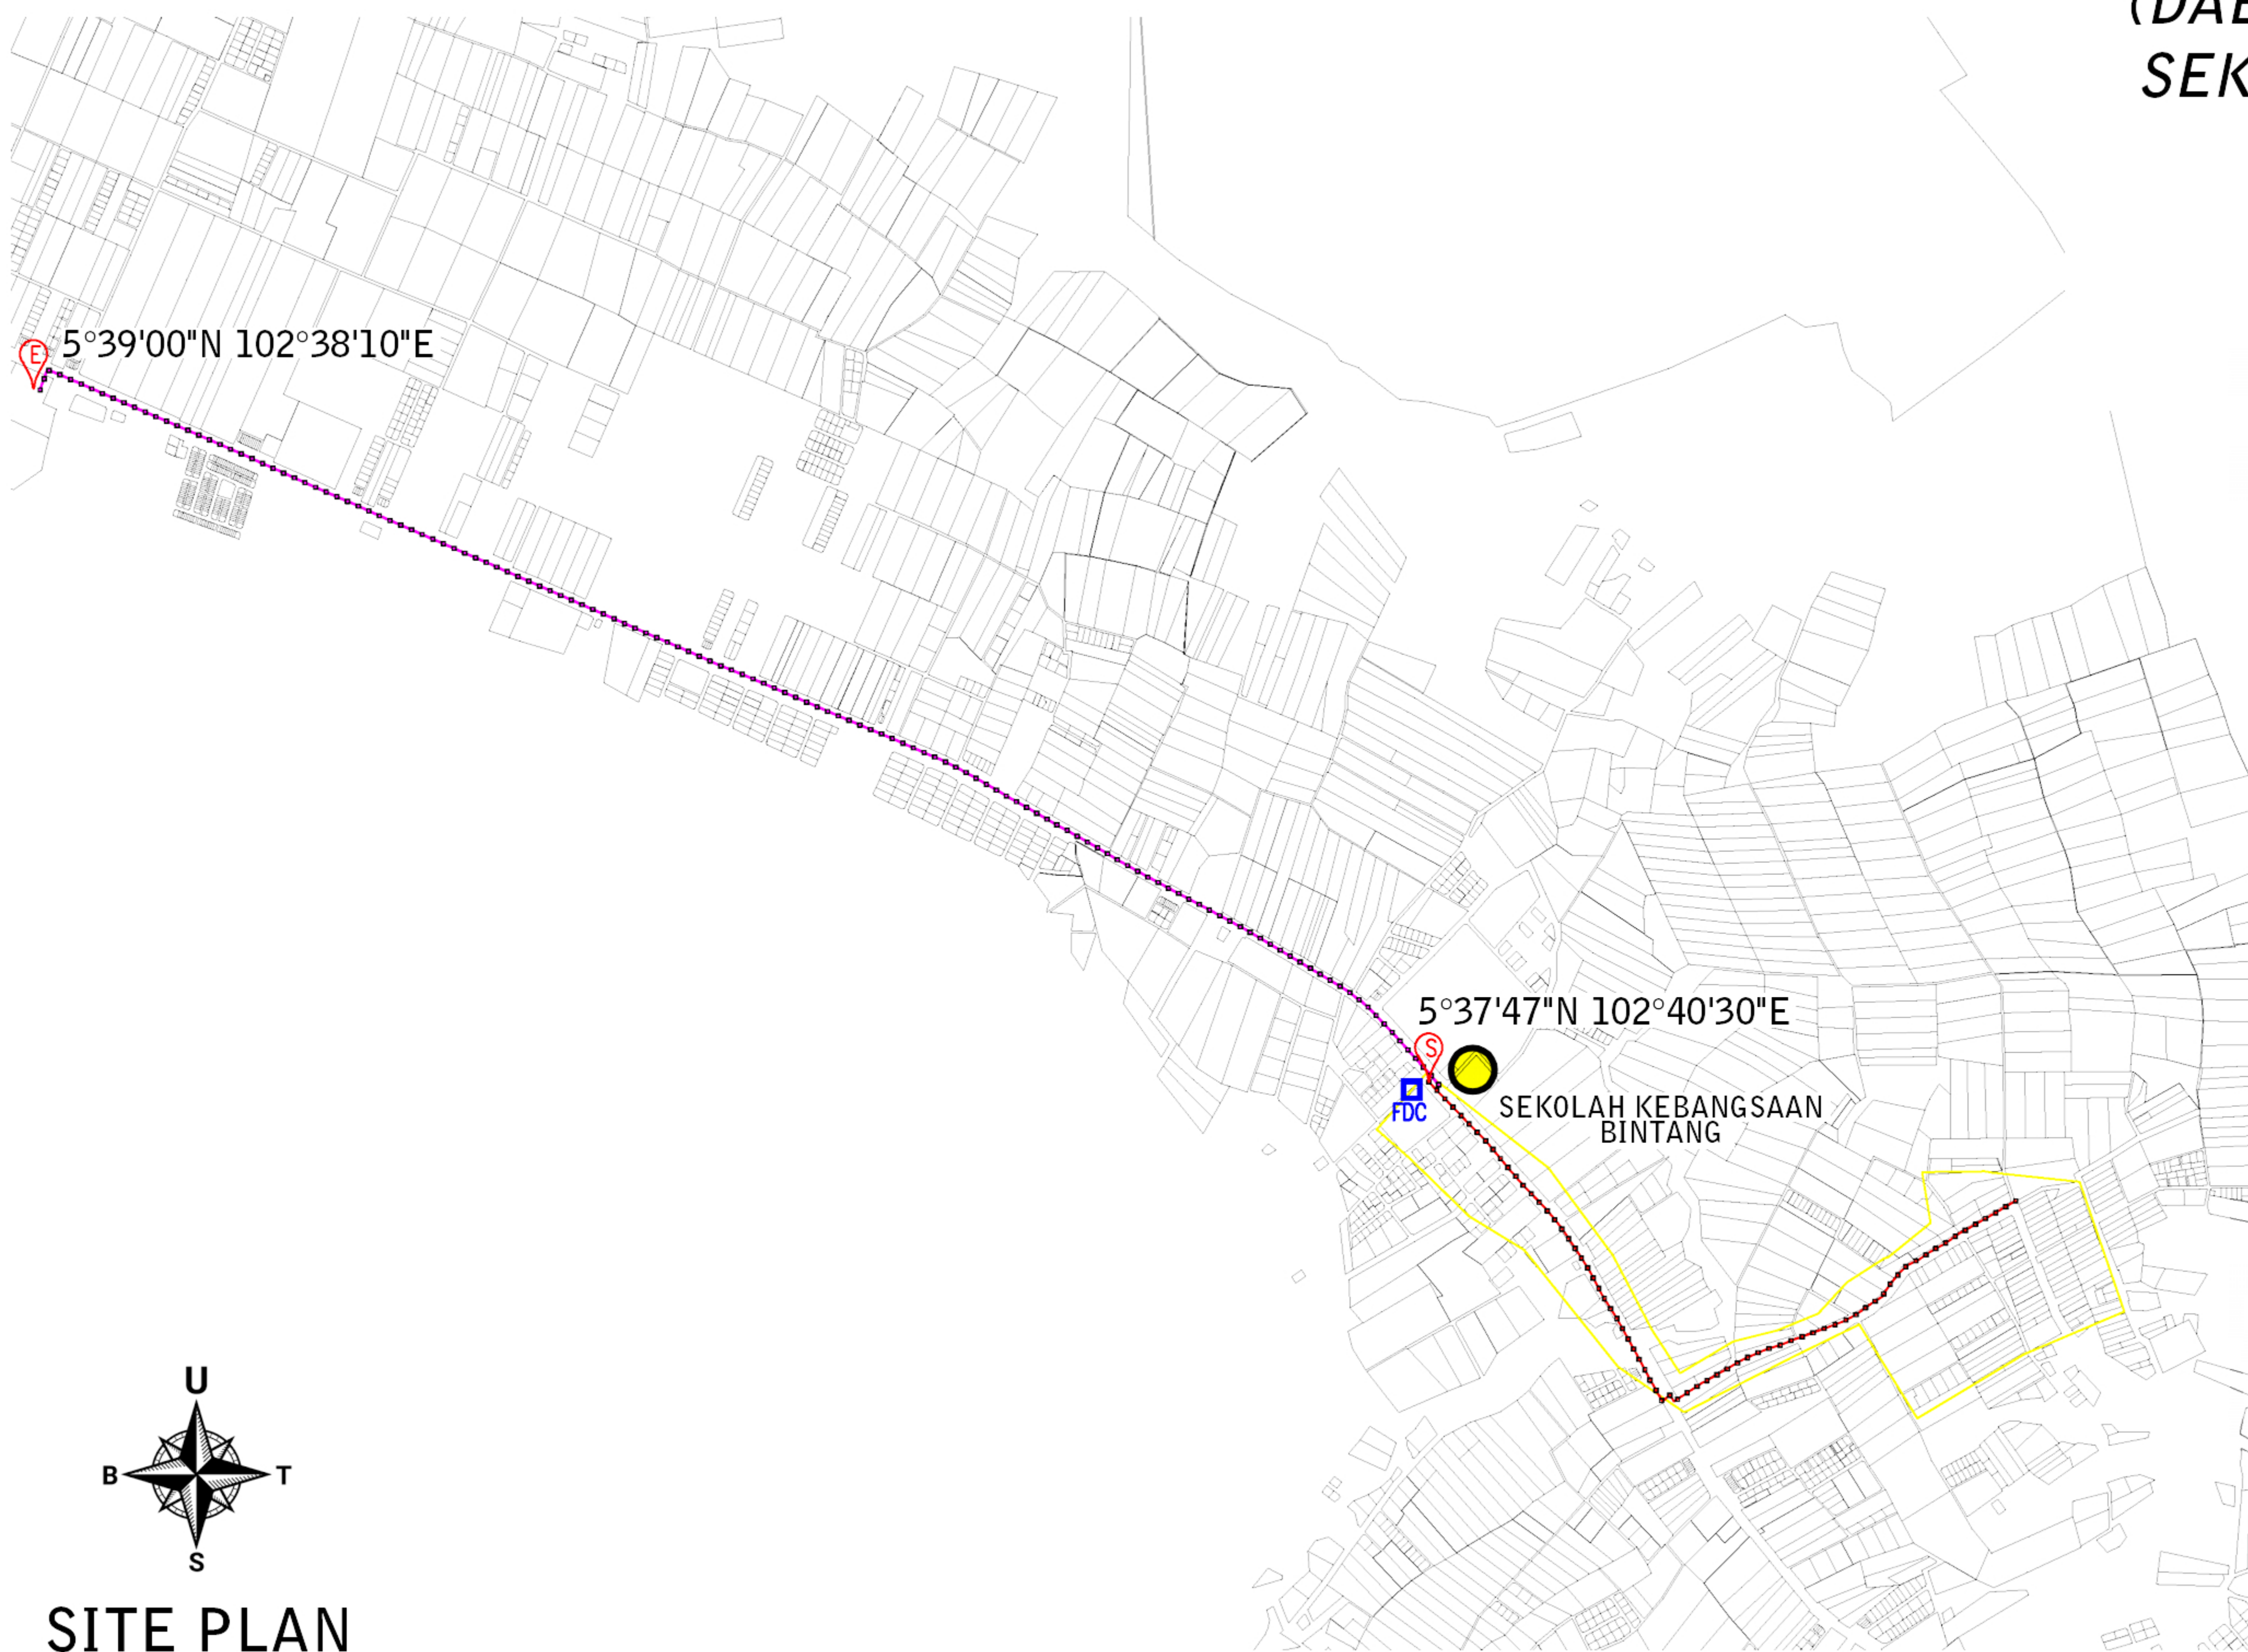 (DAE
SEK
5°39'00"N 102°38'10"E
E
5°37'47"N 102°40'30"E
S
FDC
SEKOLAH KEBANGSAAN
BINTANG
U
B T
S
SITE PLAN